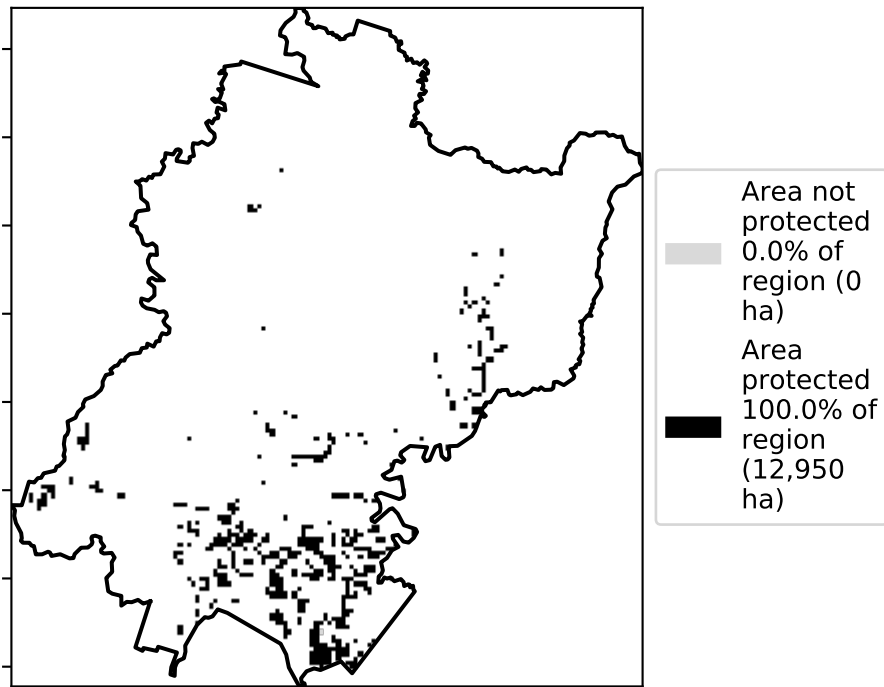 Area not
protected
0.0% of
region (0
ha)
Area
protected
100.0% of
region
(12,950
ha)